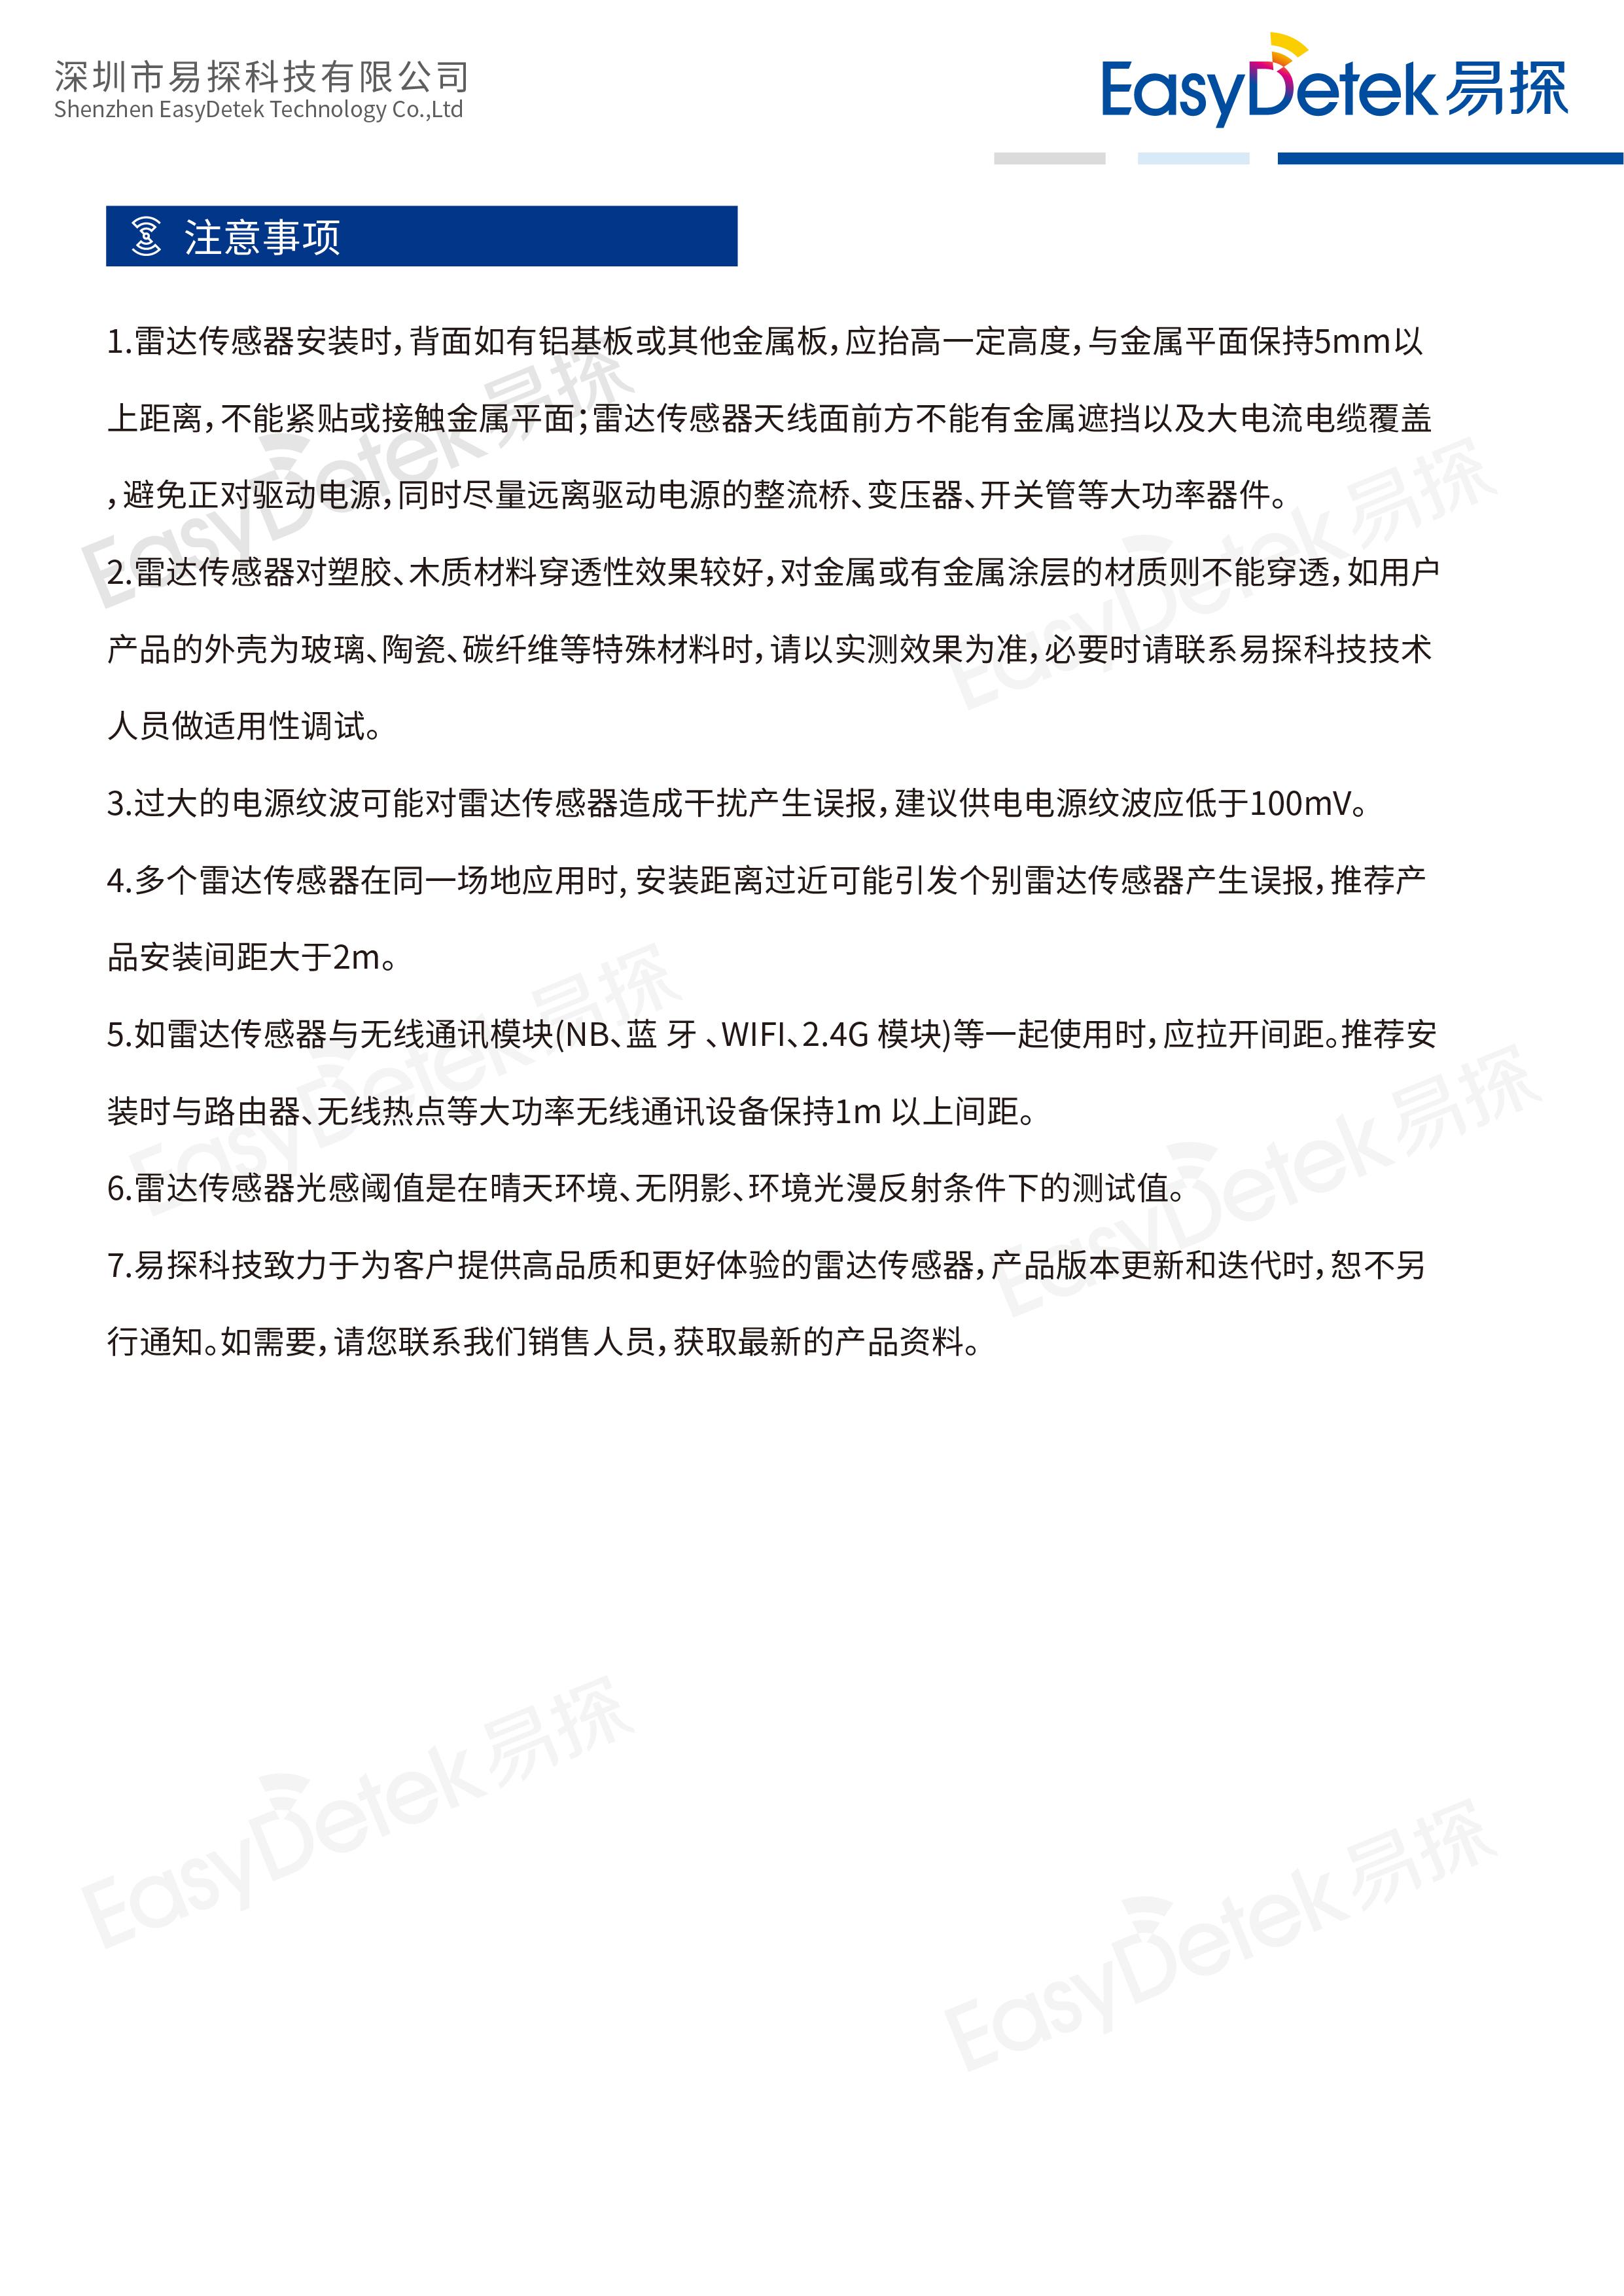 深圳市易探科技有限公司
Shenzhen EasyDetek Technology Co.,Ltd
EasyDetek 易探
注意事项
1.雷达传感器安装时，背面如有铝基板或其他金属板，应抬高一定高度，与金属平面保持5mm以
上距离，不能紧贴或接触金属平面；雷达传感器天线面前方不能有金属遮挡以及大电流电缆覆盖
，避免正对驱动电源，同时尽量远离驱动电源的整流桥、变压器、开关管等大功率器件。
2.雷达传感器对塑胶、木质材料穿透性效果较好，对金属或有金属涂层的材质则不能穿透，如用户
产品的外壳为玻璃、陶瓷、碳纤维等特殊材料时，请以实测效果为准，必要时请联系易探科技技术
人员做适用性调试。
3.过大的电源纹波可能对雷达传感器造成干扰产生误报，建议供电电源纹波应低于100mV。
4.多个雷达传感器在同一场地应用时, 安装距离过近可能引发个别雷达传感器产生误报，推荐产
品安装间距大于2m。
5.如雷达传感器与无线通讯模块(NB、蓝 牙 、WIFI、2.4G 模块)等一起使用时，应拉开间距。推荐安
装时与路由器、无线热点等大功率无线通讯设备保持1m 以上间距。
6.雷达传感器光感阈值是在晴天环境、无阴影、环境光漫反射条件下的测试值。
7.易探科技致力于为客户提供高品质和更好体验的雷达传感器，产品版本更新和迭代时，恕不另
行通知。如需要，请您联系我们销售人员，获取最新的产品资料。
EasyDetek 易探
EasyDetek 易探
EasyDetek 易探
EasyDetek 易探
EasyDetek 易探
EasyDetek 易探